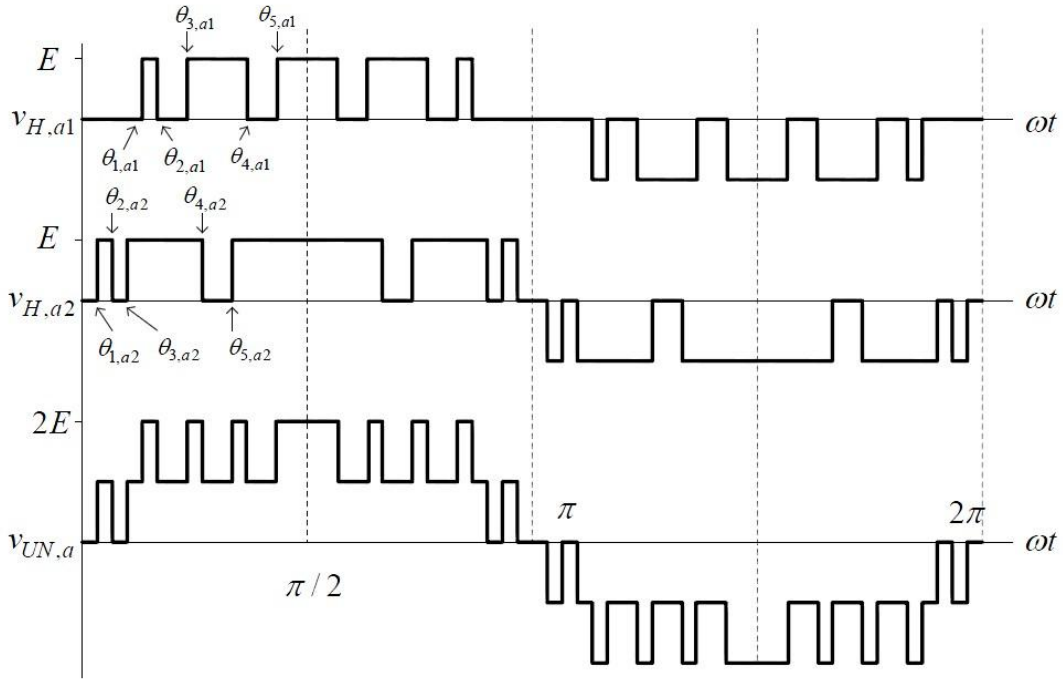 θ3,a1 θ5,a1
E
vH,a1 ωt
θ1,a1 θ2,a1 θ4,a1
θ2,a2 θ4,a2
E
vH,a2 ωt
θ1,a2 θ3,a2 θ5,a2
2E
π 2π
vUN,a ωt
π / 2